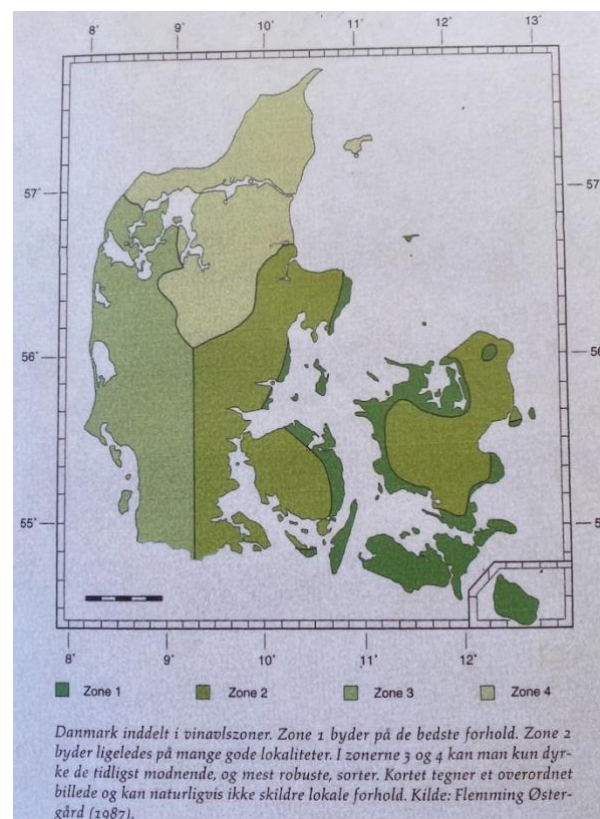 8° 9° 10° 11° 12° 13°
57° 57
56° 56
55° 5
8° 9° 10° 11° 12°
Zone 1 Zone 2 Zone 3 Zone 4
Danmark inddelt i vinavlszoner. Zone 1 byder på de bedste forhold. Zone 2
byder ligeledes på mange gode lokaliteter. I zonerne 3 og 4 kan man kun dyr-
ke de tidligst modnende, og mest robuste, sorter. Kortet tegner et overordnet
billede og kan naturligvis ikke skildre lokale forhold. Kilde: Flemming Øster-
gård (1987).